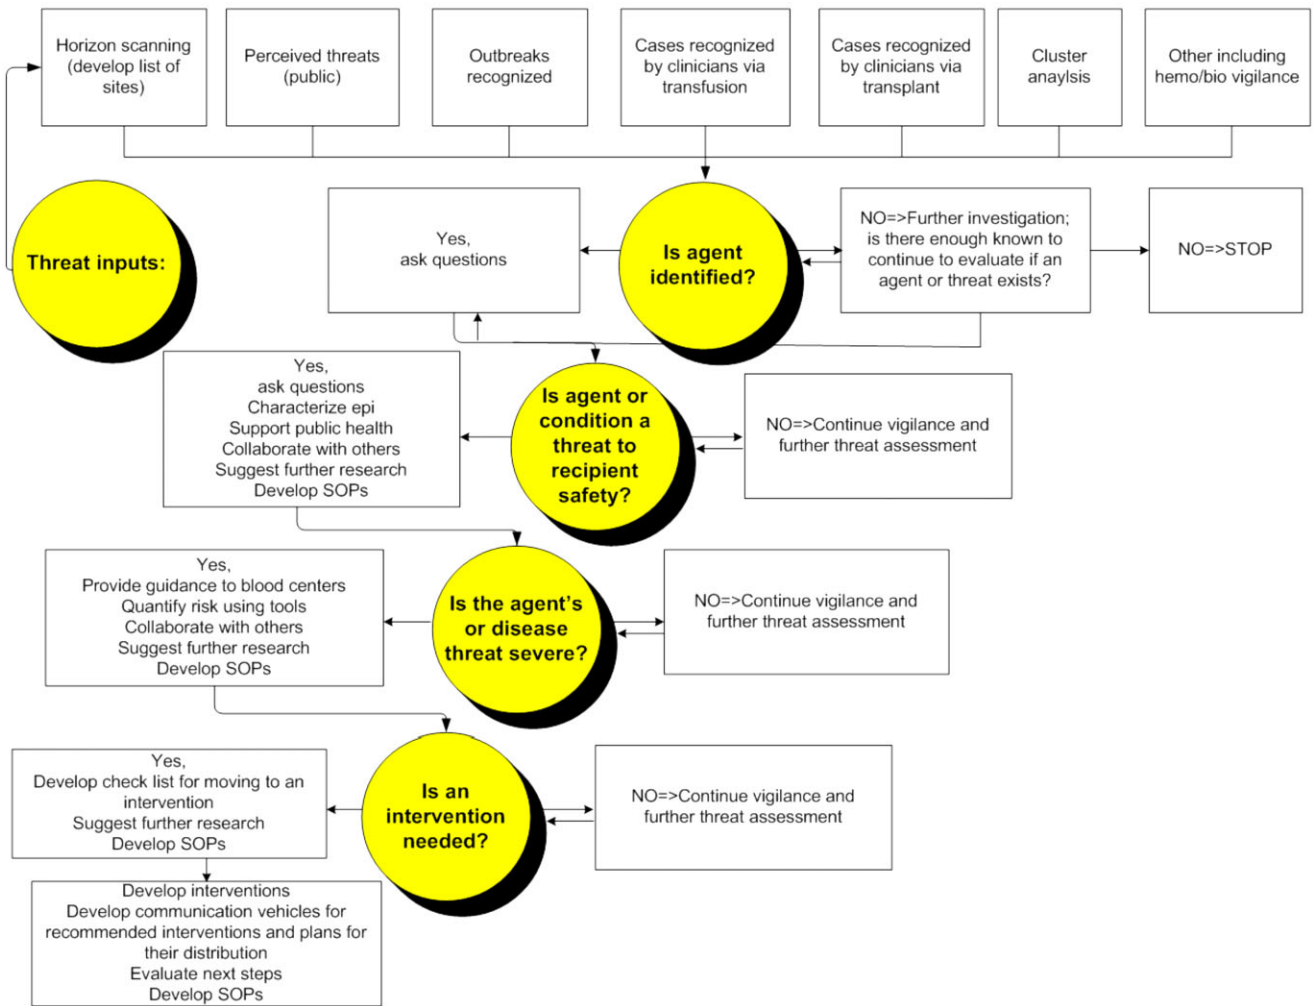 Horizon scanning
(develop list of
sites)
Perceived threats
(public)
Outbreaks
recognized
Cases recognized
by clinicians via
transfusion
Cases recognized
by clinicians via
transplant
Cluster
anaylsis
Other including
hemo/bio vigilance
Threat inputs:
Yes,
ask questions
Is agent
identified?
NO=>Further investigation;
is there enough known to
continue to evaluate if an
agent or threat exists?
NO=>STOP
Yes,
ask questions
Characterize epi
Support public health
Collaborate with others
Suggest further research
Develop SOPs
Is agent or
condition a
threat to
recipient
safety?
NO=>Continue vigilance and
further threat assessment
Yes,
Provide guidance to blood centers
Quantify risk using tools
Collaborate with others
Suggest further research
Develop SOPs
Is the agent's
or disease
threat severe?
NO=>Continue vigilance and
further threat assessment
Yes,
Develop check list for moving to an
intervention
Suggest further research
Develop SOPs
Is an
intervention
needed?
NO=>Continue vigilance and
further threat assessment
Develop interventions
Develop communication vehicles for
recommended interventions and plans for
their distribution
Evaluate next steps
Develop SOPs